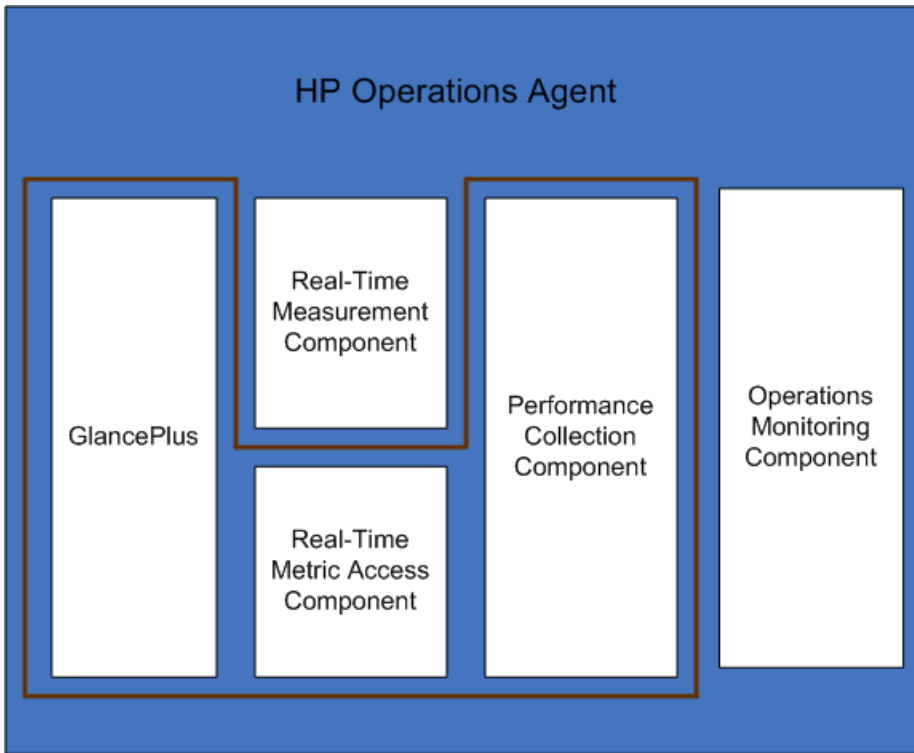 HP Operations Agent
GlancePlus
Real-Time
Measurement
Component
Real-Time
Metric Access
Component
Performance
Collection
Component
Operations
Monitoring
Component